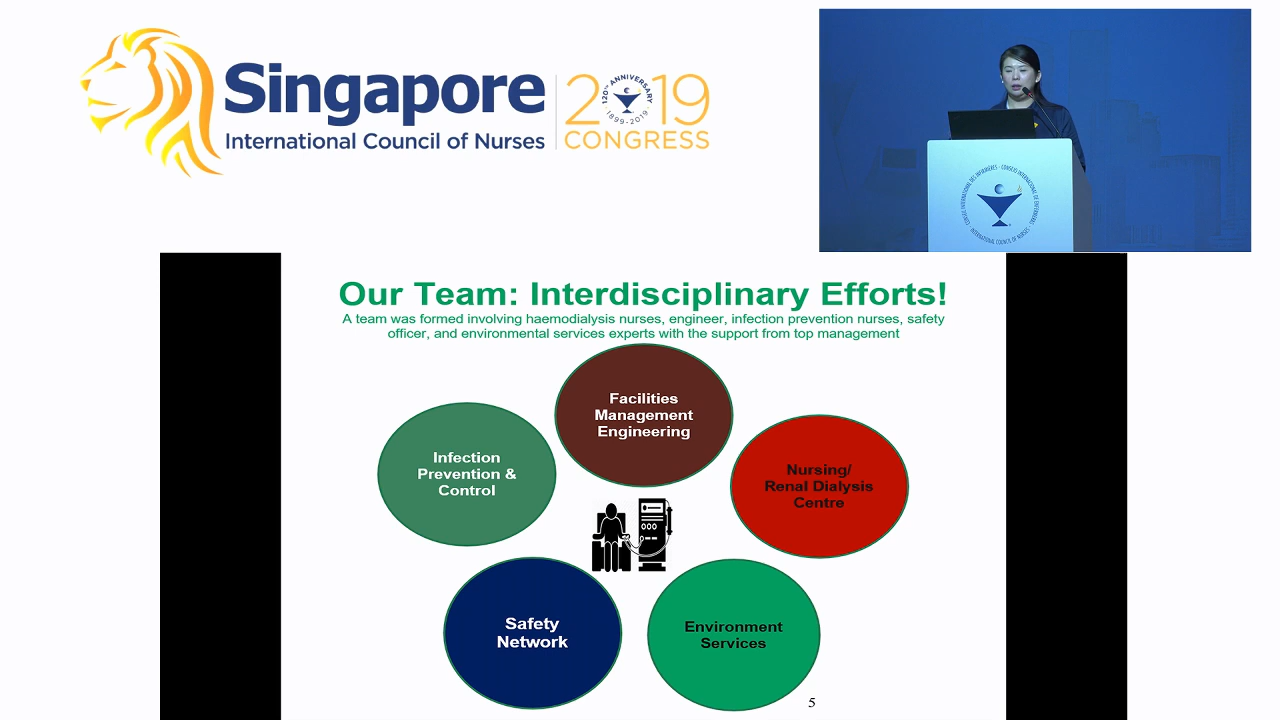 Singapore
International Council of Nurses
2019
120TH ANNIVERSARY
1899-2019
CONGRESS
Our Team: Interdisciplinary Efforts!
A team was formed involving haemodialysis nurses, engineer, infection prevention nurses, safety
officer, and environmental services experts with the support from top management
Facilities
Management
Engineering
Infection
Prevention &
Control
Nursing/
Renal Dialysis
Centre
Safety
Network
Environment
Services
5